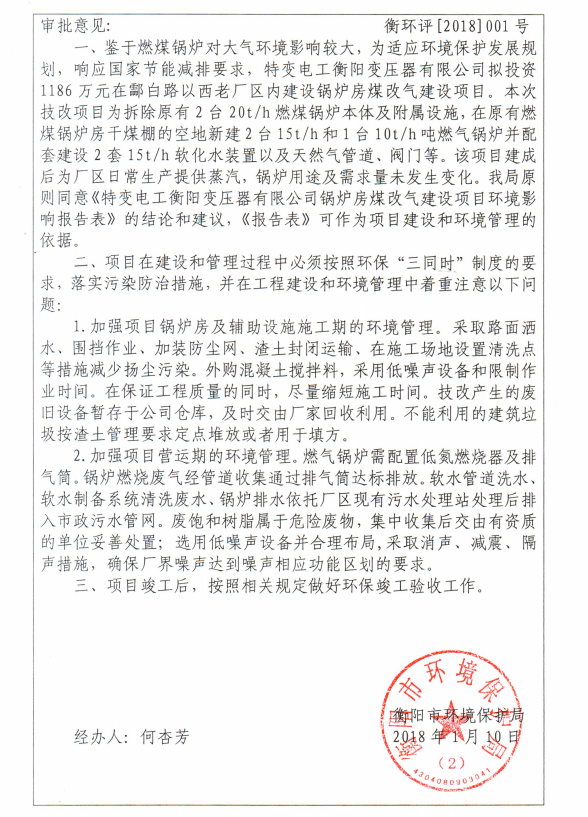 审批意见: 衡环评[2018]001 号
一、鉴于燃煤锅炉对大气环境影响较大，为适应环境保护发展规
划，响应国家节能减排要求，特变电工衡阳变压器有限公司拟投资
1186 万元在鄱白路以西老厂区内建设锅炉房煤改气建设项目。本次
技改项目为拆除原有 2 台 20t/h 燃煤锅炉本体及附属设施，在原有燃
煤锅炉房干煤棚的空地新建 2 台 15t/h 和 1 台 10t/h 吨燃气锅炉并配
套建设 2 套 15t/h 软化水装置以及天然气管道、阀门等。该项目建成
后为厂区日常生产提供蒸汽，锅炉用途及需求量未发生变化。我局原
则同意《特变电工衡阳变压器有限公司锅炉房煤改气建设项目环境影
响报告表》的结论和建议，《报告表》可作为项目建设和环境管理的
依据。
二、项目在建设和管理过程中必须按照环保“三同时”制度的要
求，落实污染防治措施，并在工程建设和环境管理中着重注意以下问
题：
1.加强项目锅炉房及辅助设施施工期的环境管理。采取路面洒
水、围挡作业、加装防尘网、渣土封闭运输、在施工场地设置清洗点
等措施减少扬尘污染。外购混凝土搅拌料，采用低噪声设备和限制作
业时间。在保证工程质量的同时，尽量缩短施工时间。技改产生的废
旧设备暂存于公司仓库，及时交由厂家回收利用。不能利用的建筑垃
圾按渣土管理要求定点堆放或者用于填方。
2.加强项目营运期的环境管理。燃气锅炉需配置低氮燃烧器及排
气筒。锅炉燃烧废气经管道收集通过排气筒达标排放。软水管道洗水、
软水制备系统清洗废水、锅炉排水依托厂区现有污水处理站处理后排
入市政污水管网。废饱和树脂属于危险废物，集中收集后交由有资质
的单位妥善处置；选用低噪声设备并合理布局,采取消声、减震、隔
声措施，确保厂界噪声达到噪声相应功能区划的要求。
三、项目竣工后，按照相关规定做好环保竣工验收工作。
衡阳市环境保护局
衡阳市环境保护局
经办人：何杏芳 2018 年 1 月 10 日
（2）
4304080903041